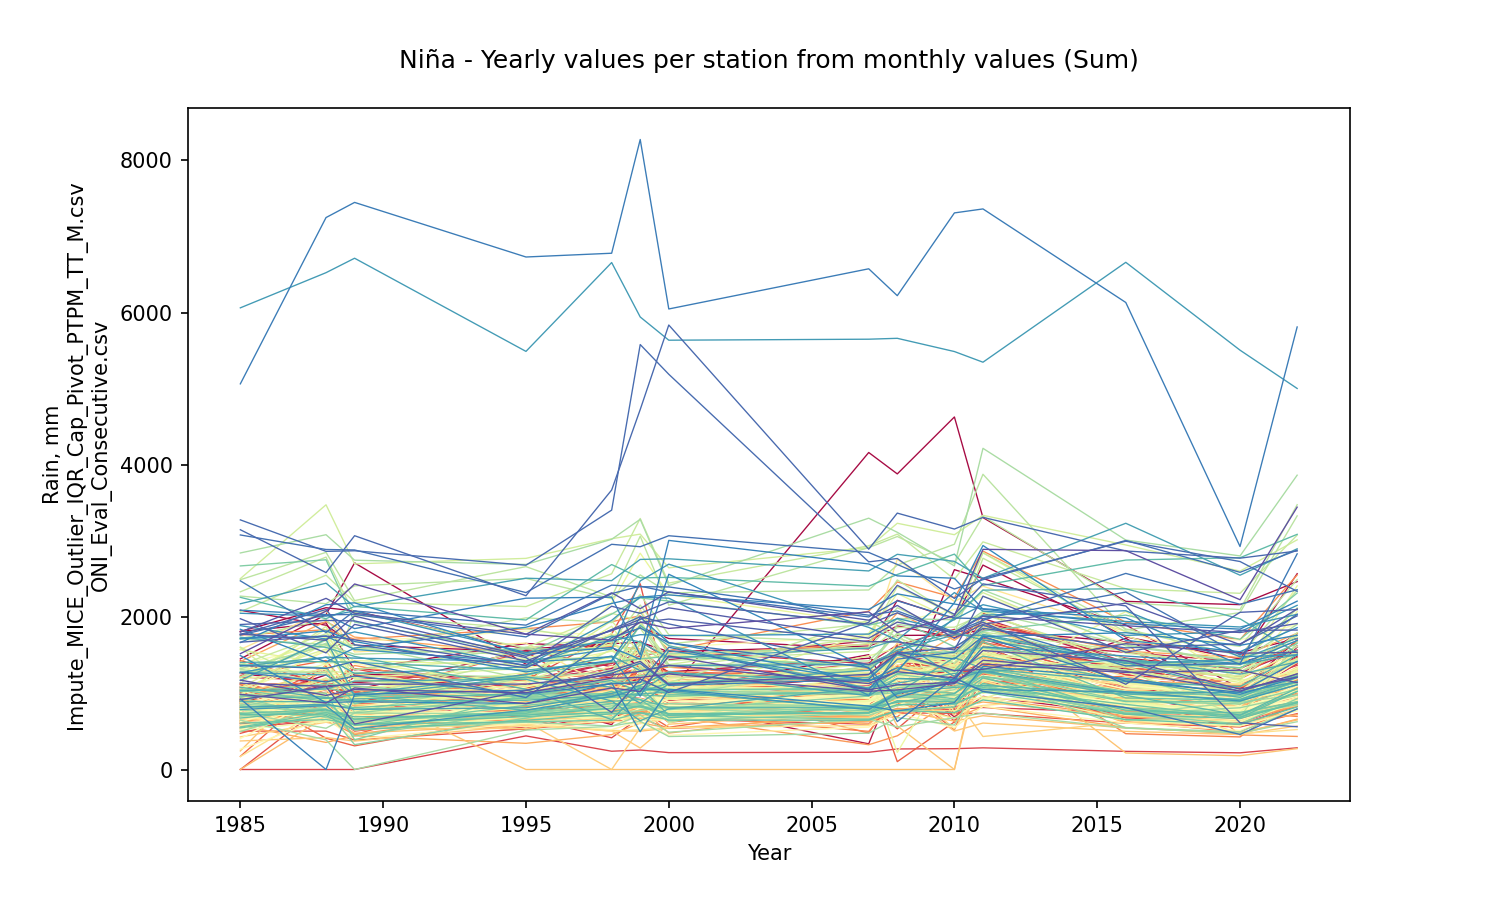 Niña - Yearly values per station from monthly values (Sum)
Rain, mm
Impute_MICE_Outlier_IQR_Cap_Pivot_PTPM_TT_M.csv
ONI_Eval_Consecutive.csv
8000
6000
4000
2000
0
1985 1990 1995 2000 2005 2010 2015 2020
Year